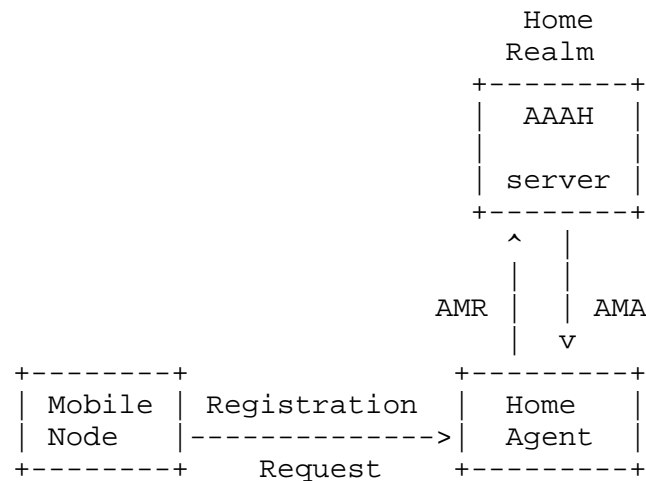 Home
Realm
AAAH
server
AMR AMA
Mobile Registration Home
Node Agent
Request